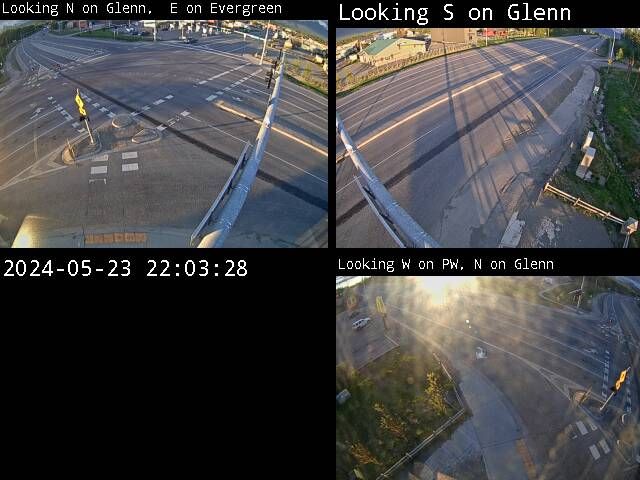 Looking N on Glenn, E on Evergreen
Looking S on Glenn
2024-05-23 22:03:28
Looking W on PW, N on Glenn